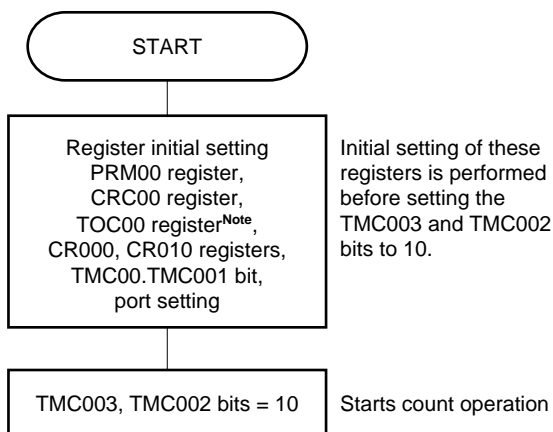 START
Register initial setting
PRM00 register,
CRC00 register,
TOC00 registerNote,
CR000, CR010 registers,
TMC00.TMC001 bit,
port setting
Initial setting of these
registers is performed
before setting the
TMC003 and TMC002
bits to 10.
TMC003, TMC002 bits = 10
Starts count operation